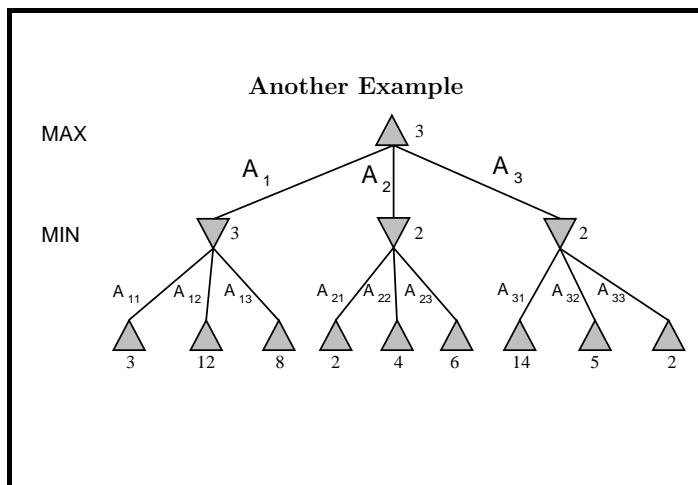 Another Example
MAX 3
A 1 A 2 A 3
MIN 3 2 2
A 11 A 12 A 13 A 21 A 22 A 23 A 31 A 32 A 33
3 12 8 2 4 6 14 5 2